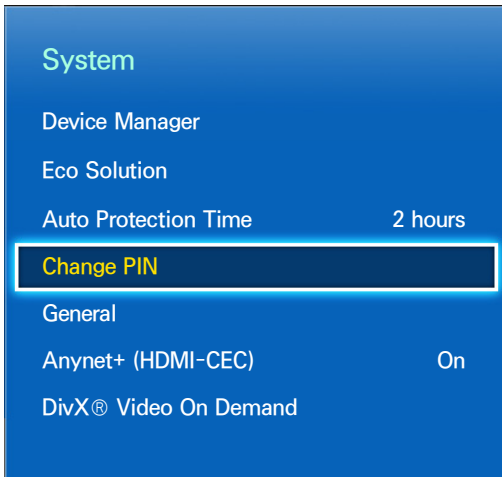 System
Device Manager
Eco Solution
Auto Protection Time 2 hours
Change PIN
General
Anynet+ (HDMI-CEC) On
DivX® Video On Demand